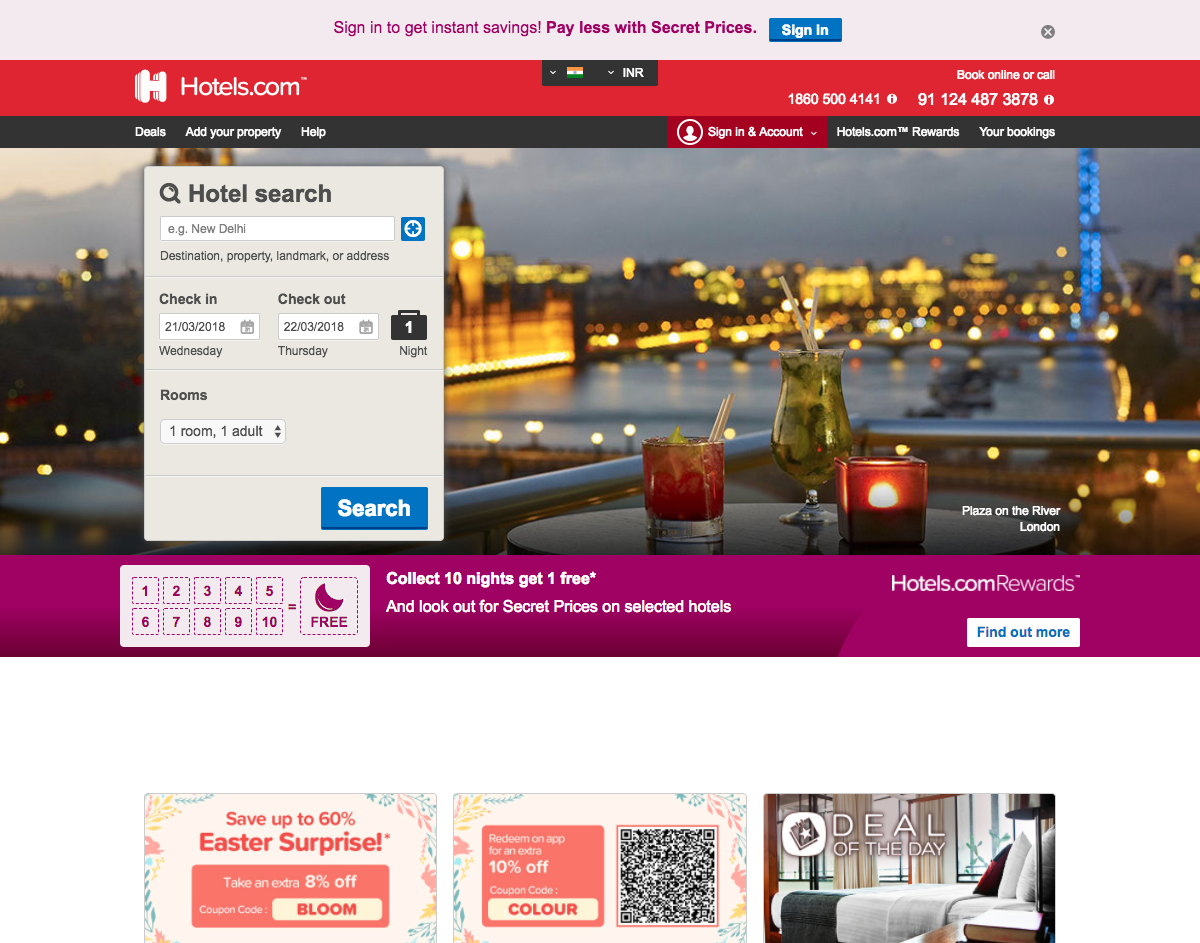 Sign in to get instant savings! Pay less with Secret Prices. Sign in
Hotels.com™
INR
Book online or call
1860 500 4141 91 124 487 3878
Deals Add your property Help
Sign in & Account Hotels.com™ Rewards Your bookings
Hotel search
e.g. New Delhi
Destination, property, landmark, or address
Check in Check out
21/03/2018 22/03/2018 1
Wednesday Thursday Night
Rooms
1 room, 1 adult
Search
Plaza on the River
London
1 2 3 4 5
6 7 8 9 10
=
FREE
Collect 10 nights get 1 free*
And look out for Secret Prices on selected hotels
Hotels.comRewards™
Find out more
Save up to 60%
Easter Surprise!*
Take an extra 8% off
Coupon Code : BLOOM
Redeem on app
for an extra
10% off
Coupon Code :
COLOUR
DEAL
OF THE DAY